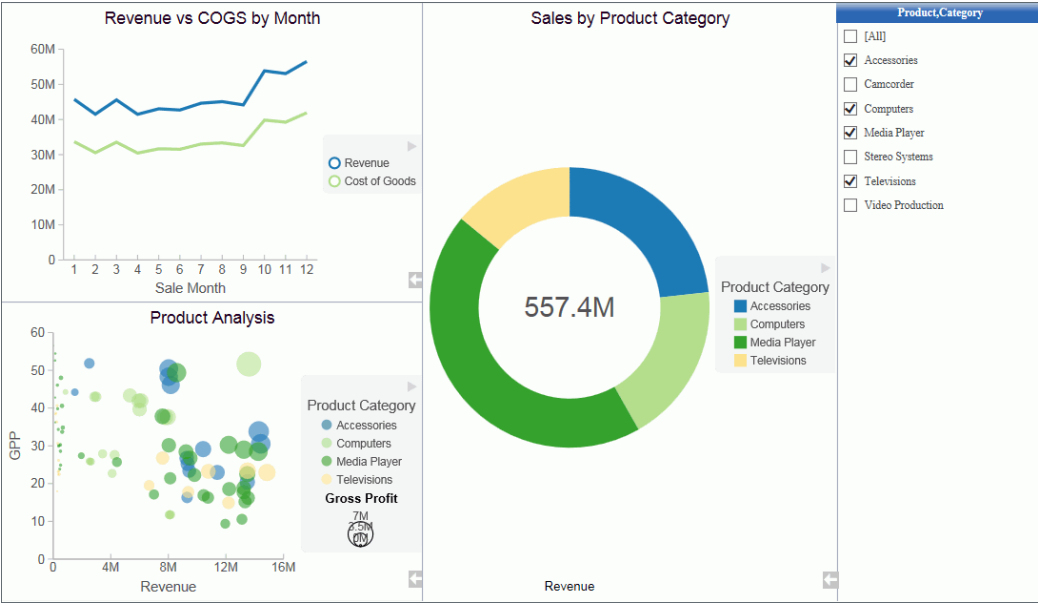 Revenue vs COGS by Month
60M
50M
40M
30M
20M
10M
0
1 2 3 4 5 6 7 8 9 10 11 12
Sale Month
Revenue
Cost of Goods
Product Analysis
60
50
40
30
20
10
0
GPP
0 4M 8M 12M 16M
Revenue
Product Category
Accessories
Computers
Media Player
Televisions
Gross Profit
7M
3.5M
0M
Sales by Product Category
557.4M
Revenue
Product Category
Accessories
Computers
Media Player
Televisions
Product,Category
[All]
Accessories
Camcorder
Computers
Media Player
Stereo Systems
Televisions
Video Production